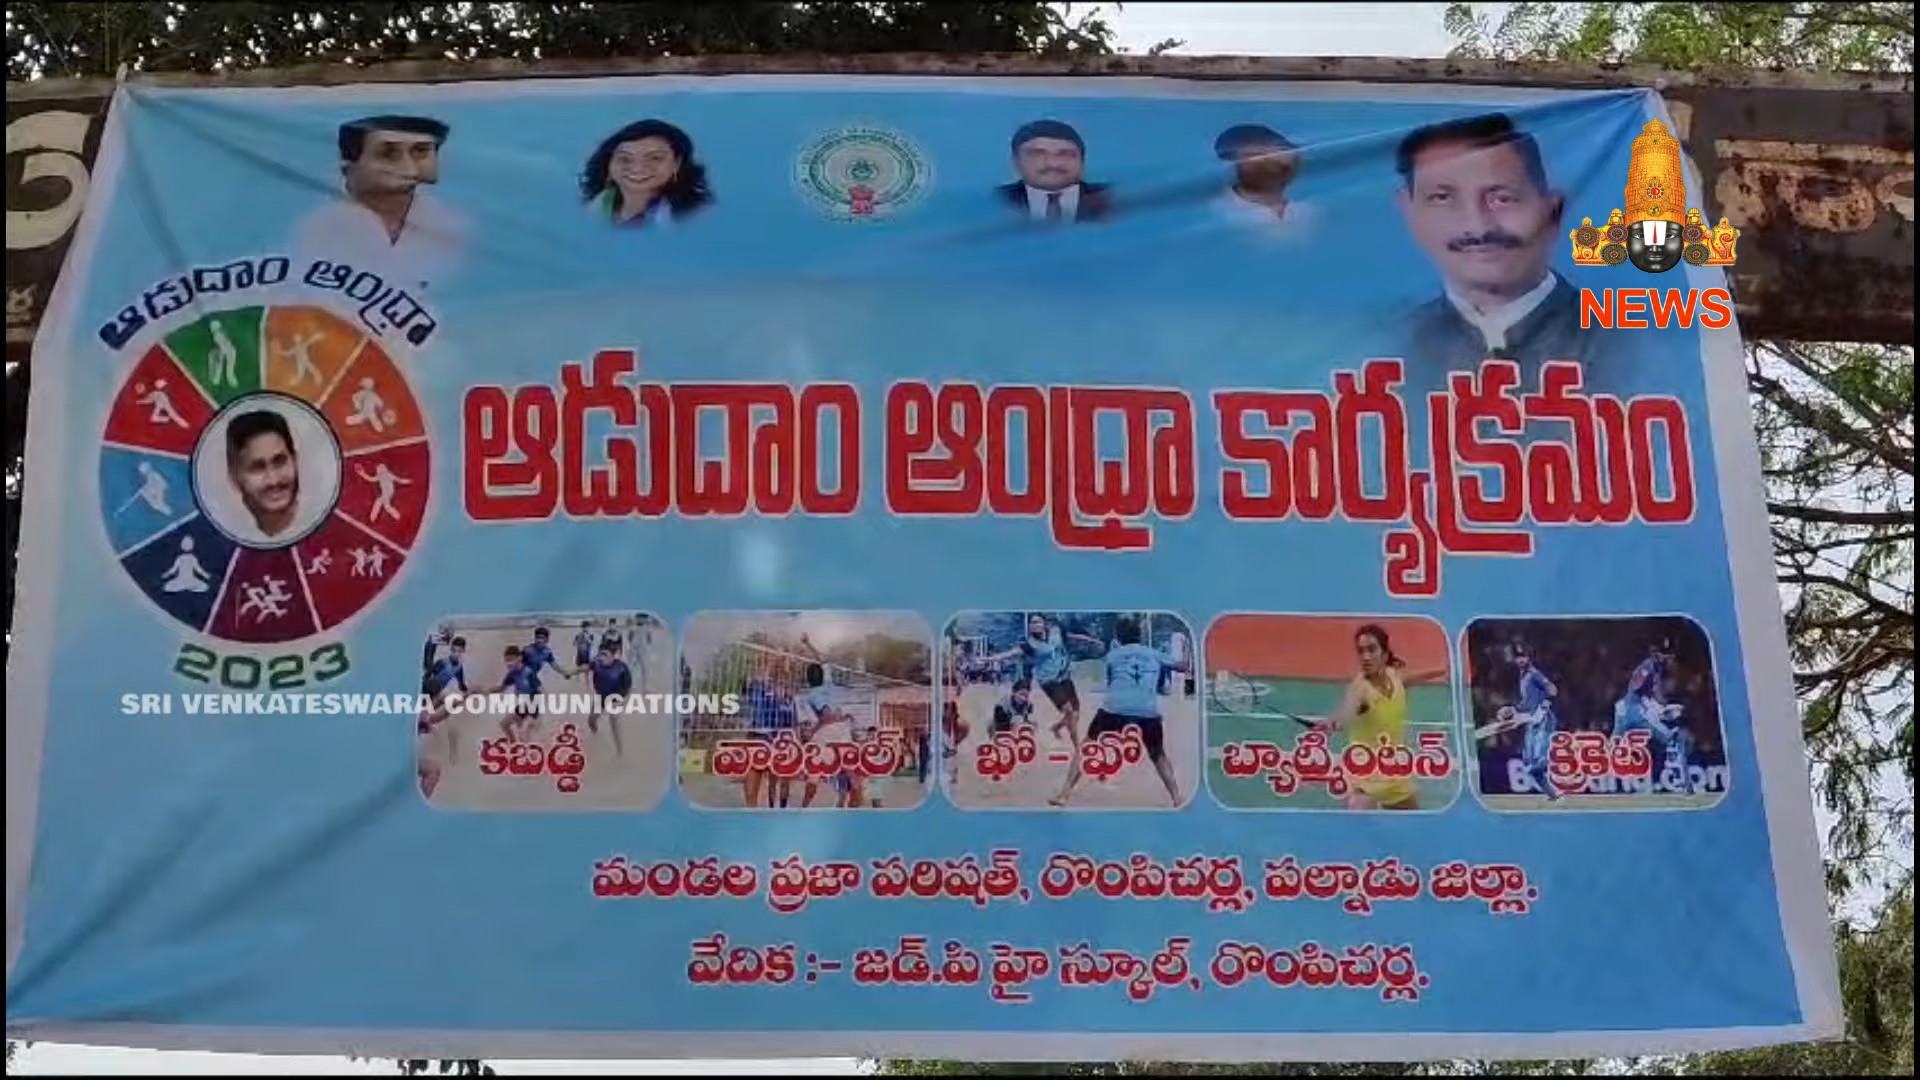 ఆడుదాం ఆంధ్రా
NEWS
ఆడుదాం ఆంధ్రా కార్యక్రమం
2023
SRI VENKATESWARA COMMUNICATIONS
కబడ్డీ
వాలీబాల్
ఖో - ఖో
బ్యాట్మింటన్
క్రికెట్
మండల ప్రజా పరిషత్, రొంపిచర్ల, పల్నాడు జిల్లా.
వేదిక :- జడ్.పి హై స్కూల్, రొంపిచర్ల.